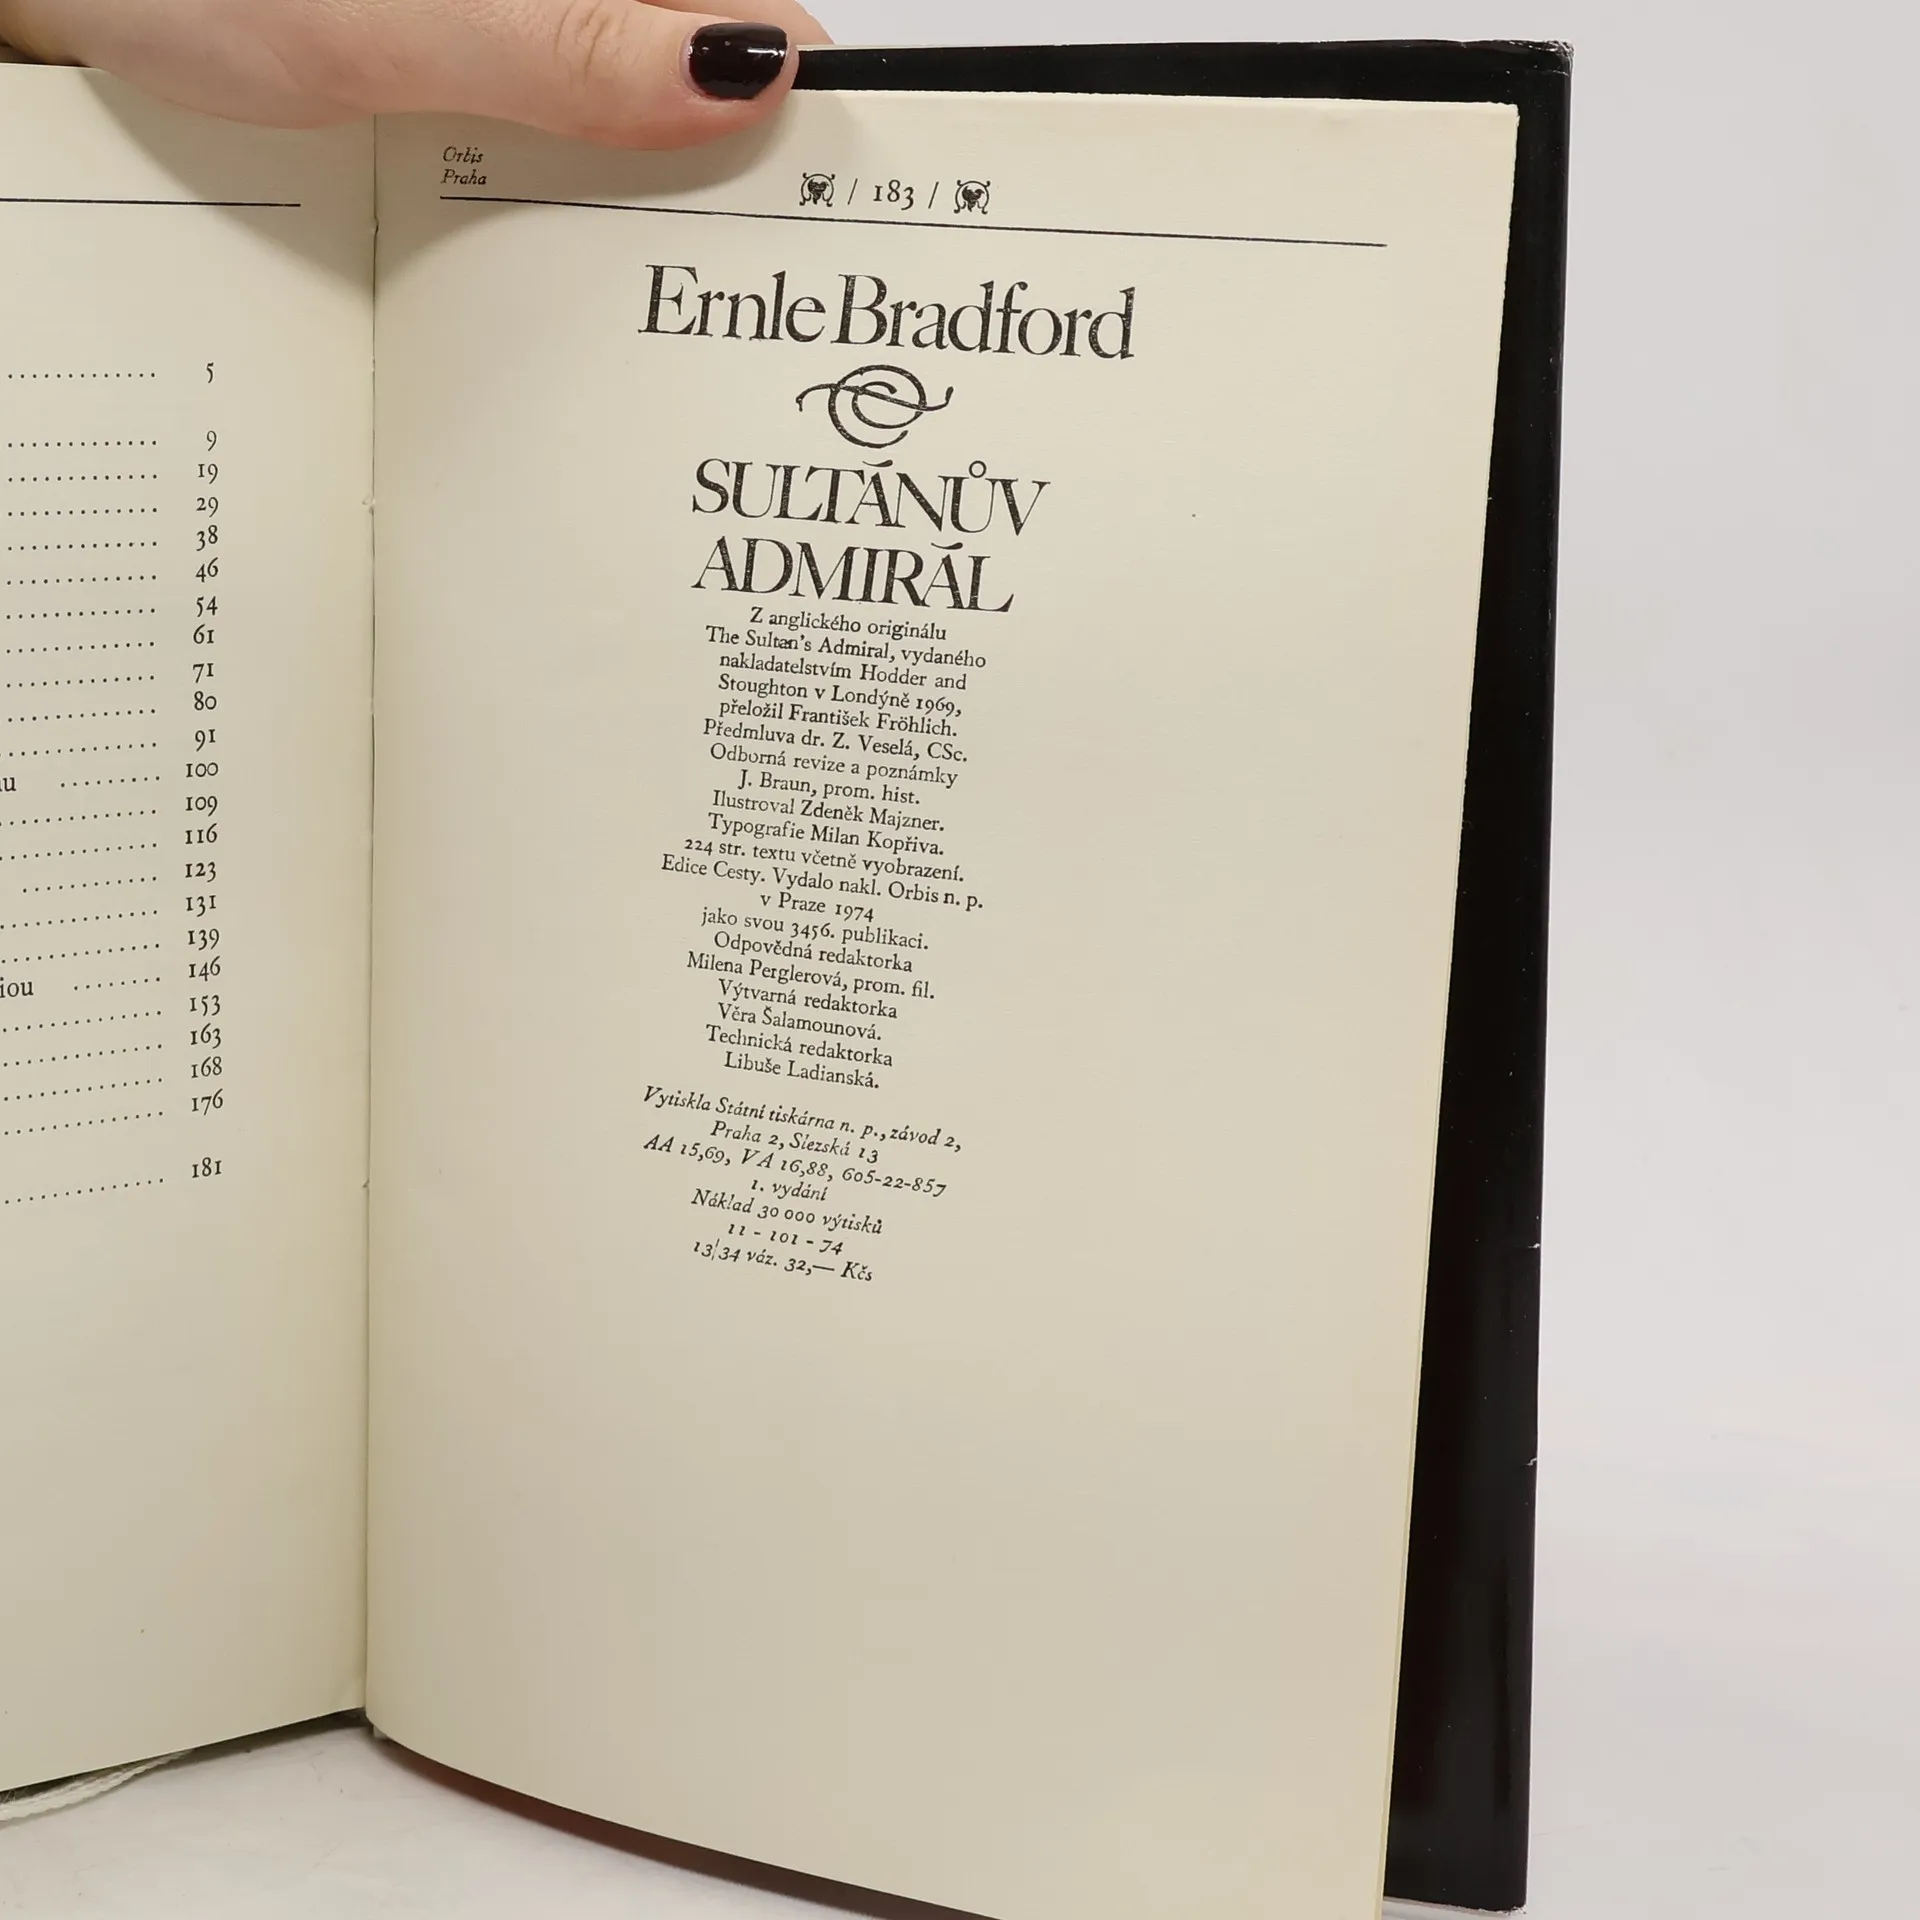 5
9
19
29
38
46
54
61
71
80
91
100
109
116
123
131
139
iou 146
153
163
168
176
181
Orbis
Praha
/ 183 /
Ernle Bradford
SULTÁNŮV
ADMIRÁL
Z anglického originálu
The Sultan's Admiral, vydaného
nakladatelstvím Hodder and
Stoughton v Londýně 1969,
přeložil František Fröhlich.
Předmluva dr. Z. Veselá, CSc.
Odborná revize a poznámky
J. Braun, prom. hist.
Ilustroval Zdeněk Majzner.
Typografie Milan Kopřiva.
224 str. textu včetně vyobrazení.
Edice Cesty. Vydalo nakl. Orbis n. p.
v Praze 1974
jako svou 3456. publikaci.
Odpovědná redaktorka
Milena Perglerová, prom. fil.
Výtvarná redaktorka
Věra Šalamounová.
Technická redaktorka
Libuše Ladianská.
Vytiskla Státní tiskárna n. p., závod 2,
Praha 2, Slezská 13
AA 15,69, VA 16,88, 605-22-857
1. vydání
Náklad 30 000 výtisků
11 - 101 - 74
13/34 váz. 32,— Kčs